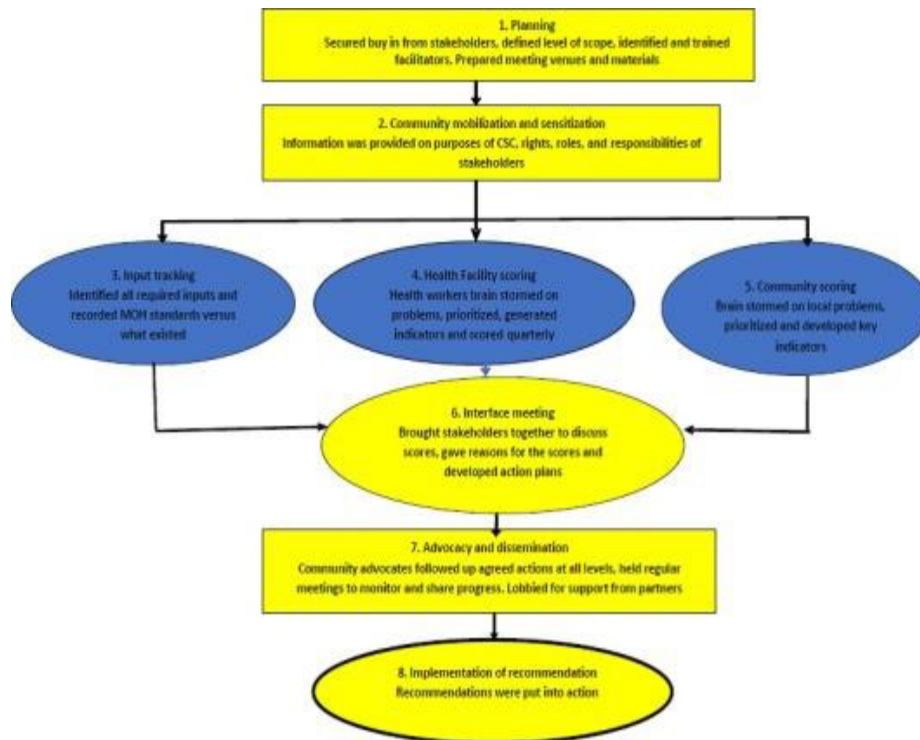 1. Planning
Secured buy in from stakeholders, defined level of scope, identified and trained
facilitators. Prepared meeting venues and materials
2. Community mobilization and sensitization
Information was provided on purposes of CSC, rights, roles, and responsibilities of
stakeholders
3. Input tracking
Identified all required inputs and
recorded MOH standards versus
what existed
4. Health Facility scoring
Health workers brain stormed on
problems, prioritized, generated
indicators and scored quarterly
5. Community scoring
Brain stormed on local problems,
prioritized and developed key
indicators
6. Interface meeting
Brought stakeholders together to discuss
scores, gave reasons for the scores and
developed action plans
7. Advocacy and dissemination
Community advocates followed up agreed actions at all levels, held regular
meetings to monitor and share progress. Lobbied for support from partners
8. Implementation of recommendation
Recommendations were put into action